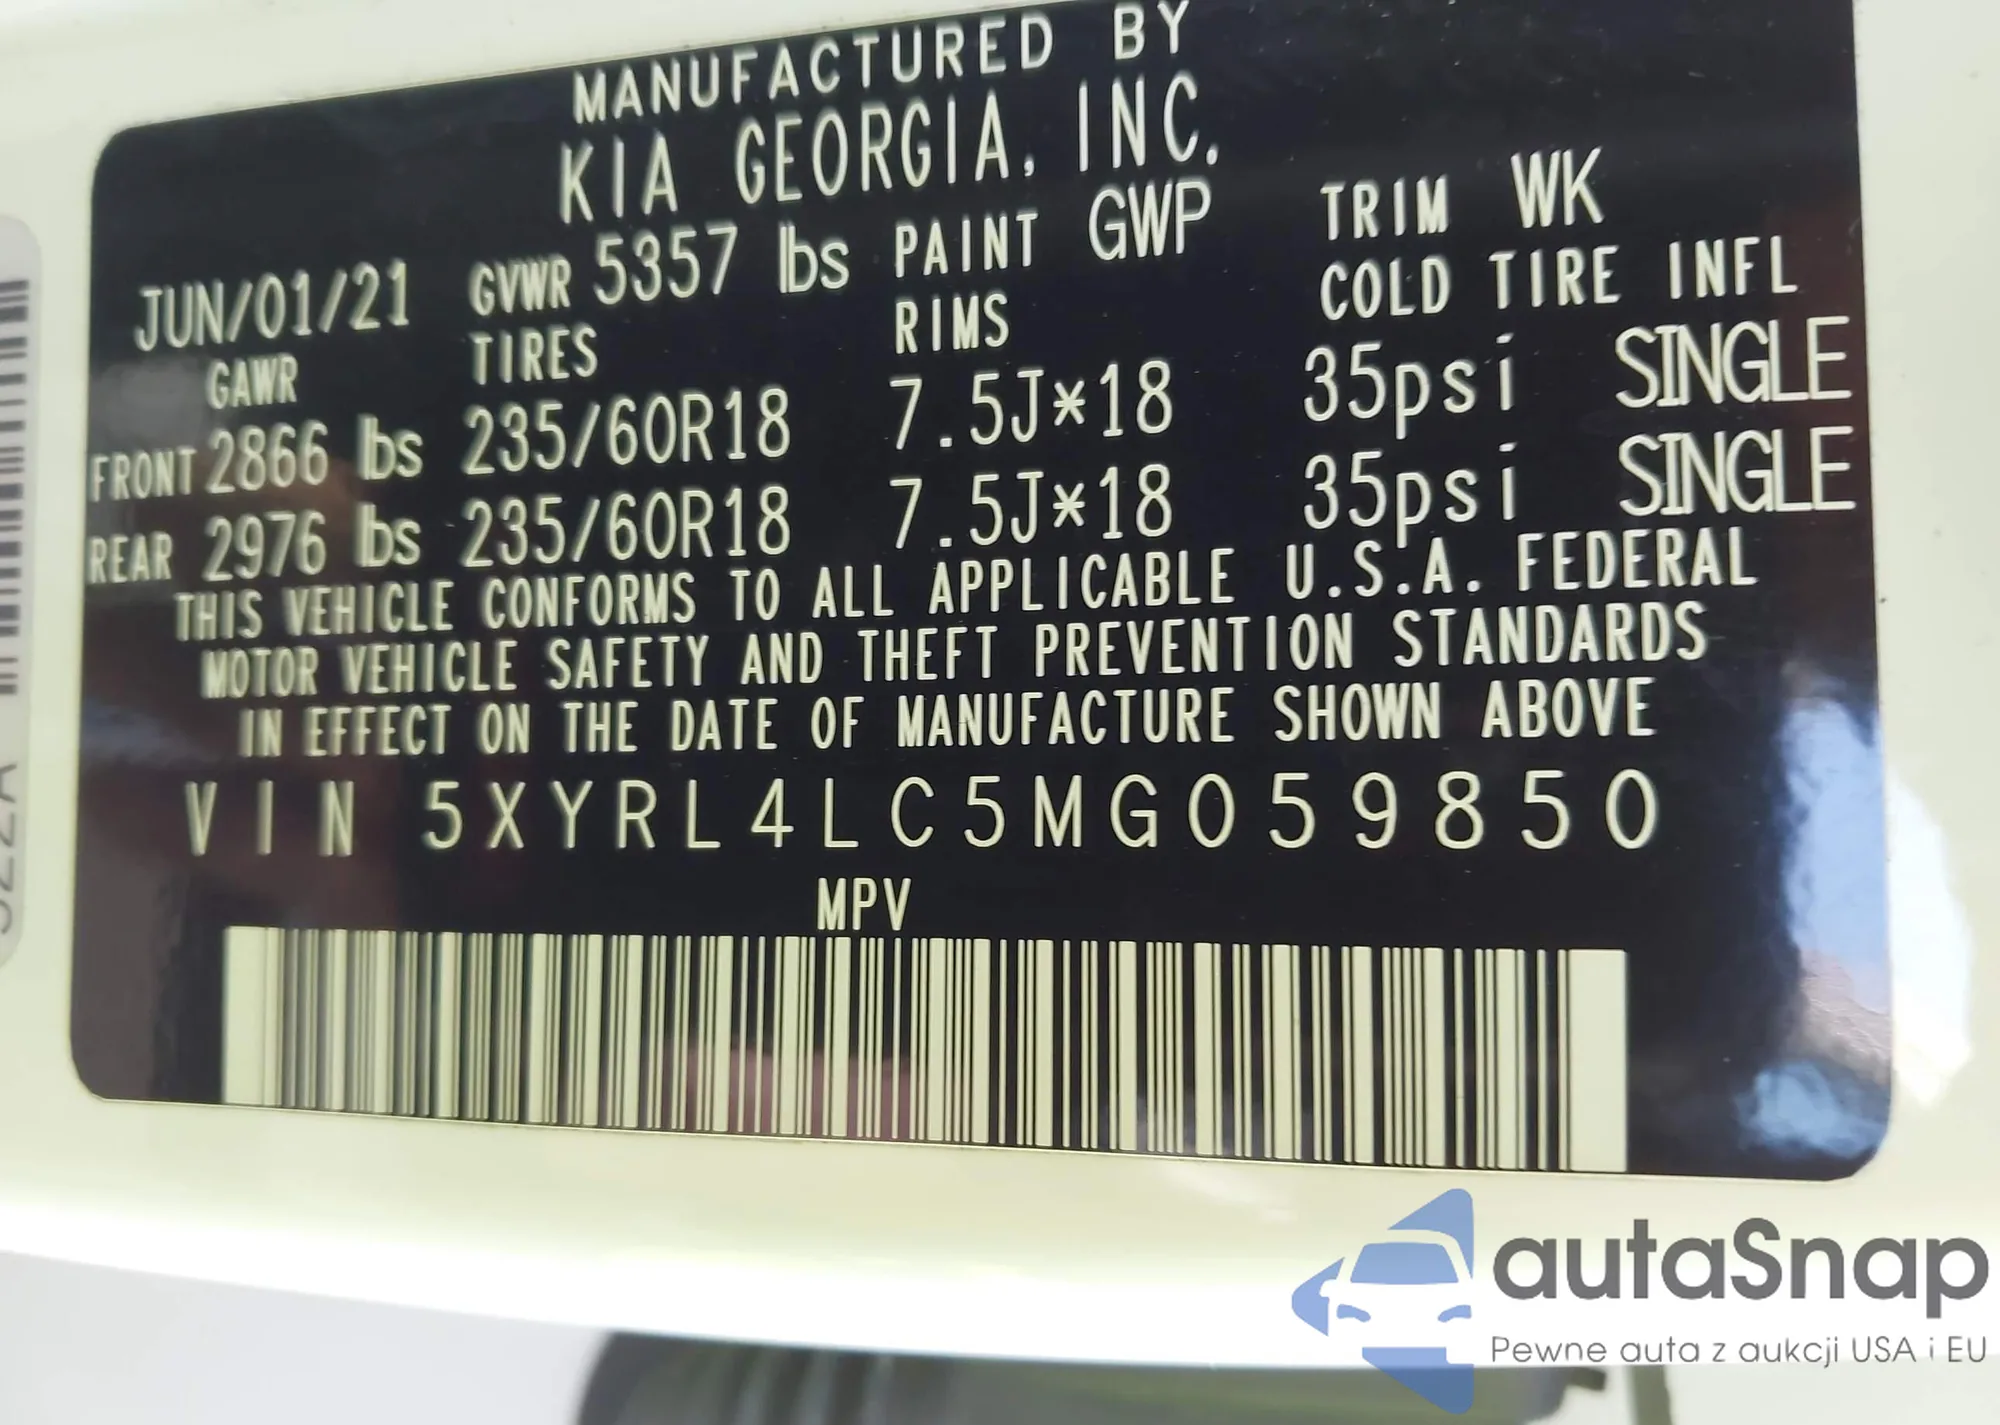 MANUFACTURED BY
KIA GEORGIA, INC.
JUN/01/21 GVWR 5357 lbs PAINT GWP TRIM WK
GAWR TIRES RIMS COLD TIRE INFL
FRONT 2866 lbs 235/60R18 7.5J*18 35psi SINGLE
REAR 2976 lbs 235/60R18 7.5J*18 35psi SINGLE
THIS VEHICLE CONFORMS TO ALL APPLICABLE U.S.A. FEDERAL
MOTOR VEHICLE SAFETY AND THEFT PREVENTION STANDARDS
IN EFFECT ON THE DATE OF MANUFACTURE SHOWN ABOVE
VIN 5XYRL4LC5MG059850
MPV
autaSnap
Pewne auta z aukcji USA i EU